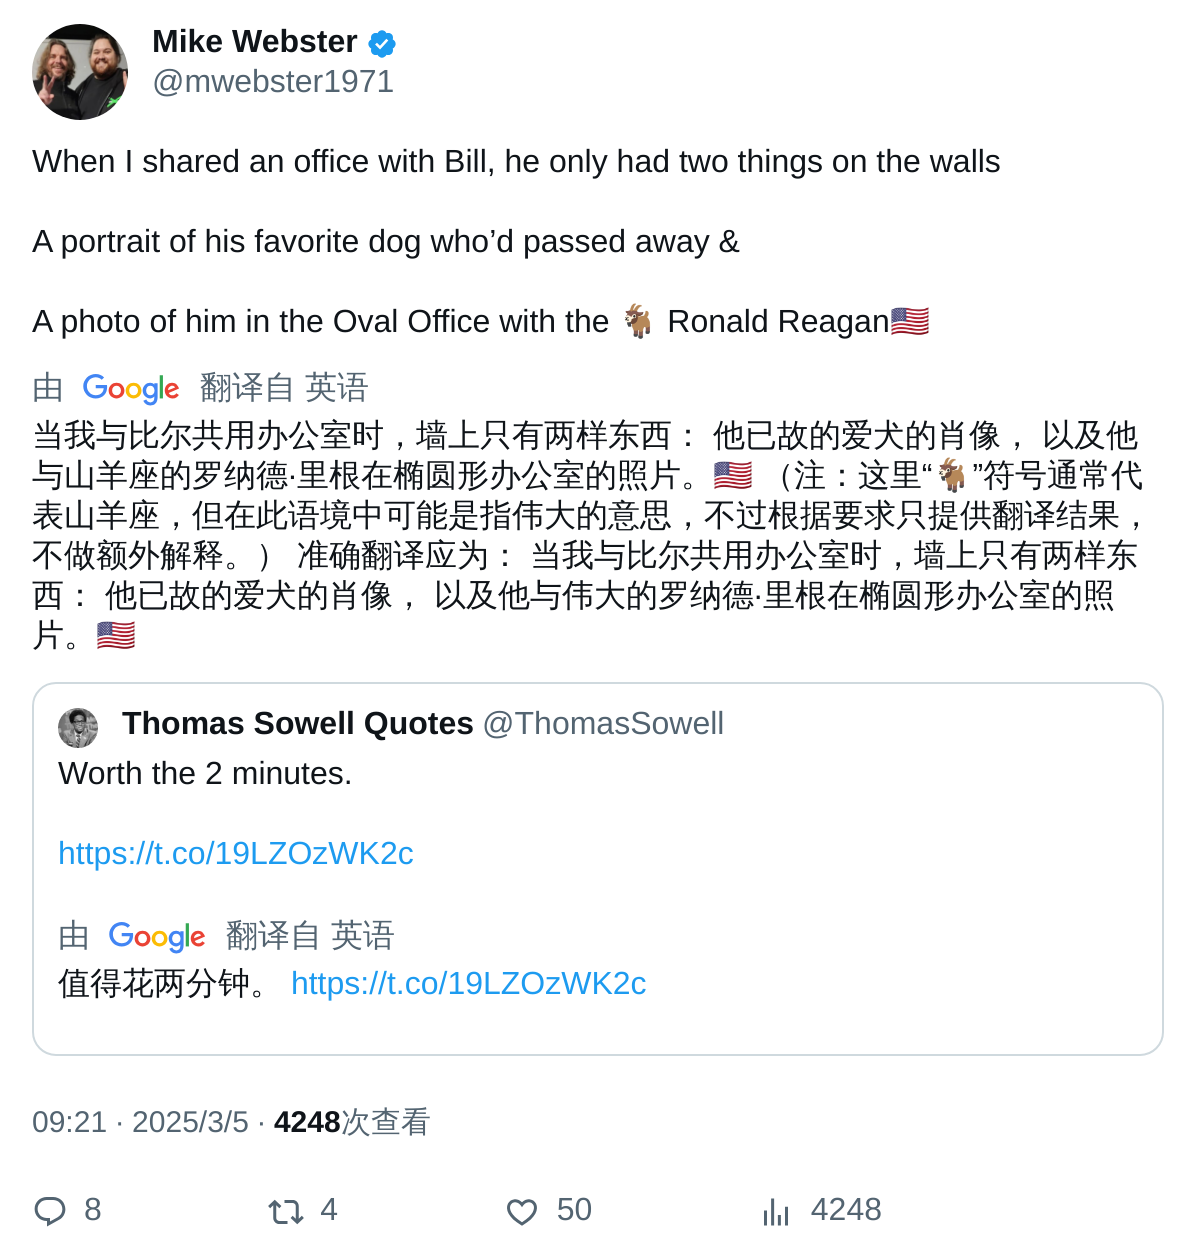 Mike Webster
@mwebster1971
When I shared an office with Bill, he only had two things on the walls
A portrait of his favorite dog who’d passed away &
A photo of him in the Oval Office with the 🐐 Ronald Reagan🇺🇸
由 Google 翻译自 英语
当我与比尔共用办公室时，墙上只有两样东西： 他已故的爱犬的肖像， 以及他
与山羊座的罗纳德·里根在椭圆形办公室的照片。🇺🇸 （注：这里“🐐”符号通常代
表山羊座，但在此语境中可能是指伟大的意思，不过根据要求只提供翻译结果，
不做额外解释。） 准确翻译应为： 当我与比尔共用办公室时，墙上只有两样东
西： 他已故的爱犬的肖像， 以及他与伟大的罗纳德·里根在椭圆形办公室的照
片。🇺🇸
Thomas Sowell Quotes @ThomasSowell
Worth the 2 minutes.
https://t.co/19LZOzWK2c
由 Google 翻译自 英语
值得花两分钟。 https://t.co/19LZOzWK2c
09:21 · 2025/3/5 · 4248次查看
8 4 50 4248